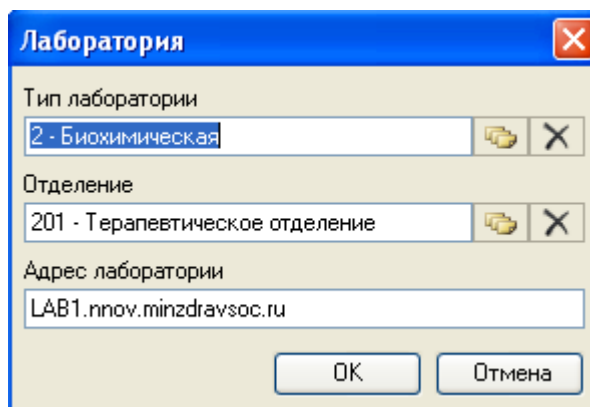 Лаборатория
Тип лаборатории
2 - Биохимическая
Отделение
201 - Терапевтическое отделение
Адрес лаборатории
LAB1.nnov.minzdravsoc.ru
OK Отмена